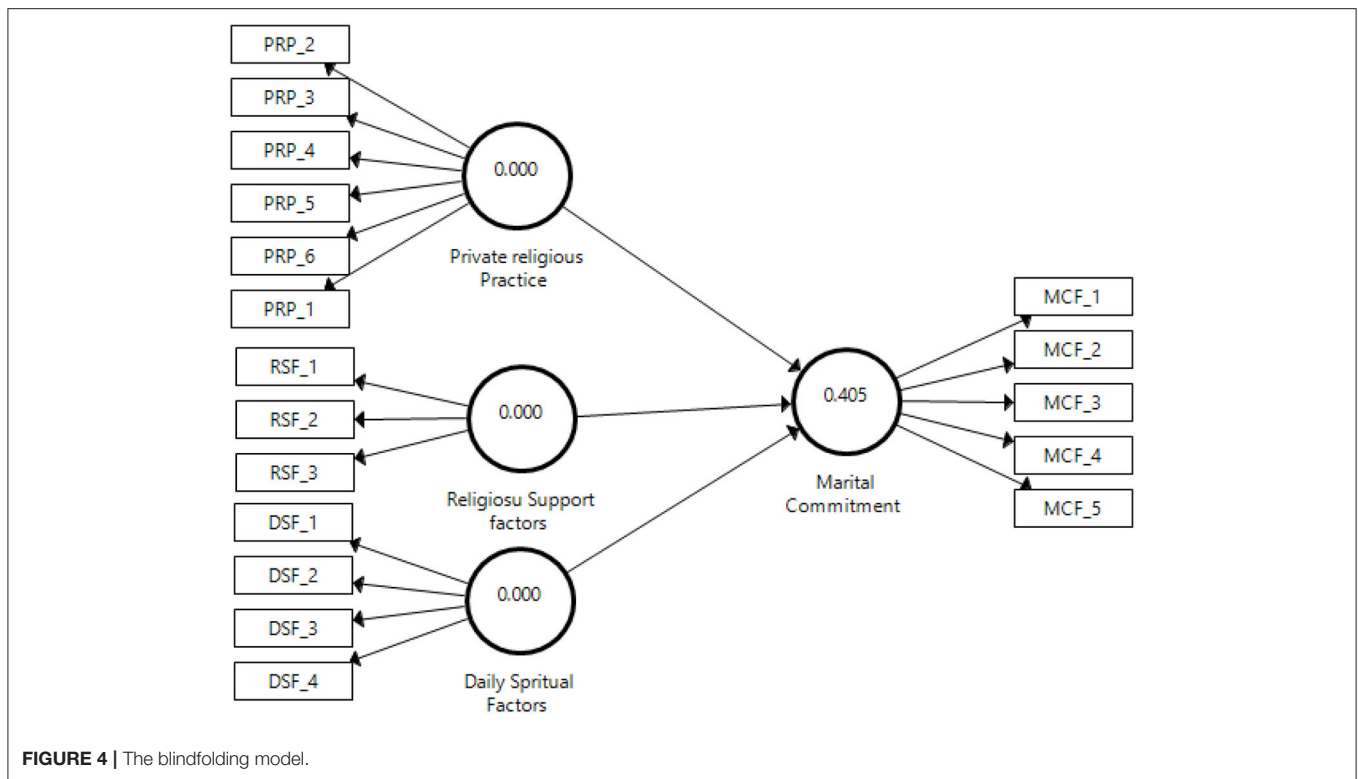 PRP_2
PRP_3
PRP_4
PRP_5
PRP_6
PRP_1
0.000
Private religious
Practice
RSF_1
RSF_2
RSF_3
0.000
Religiosu Support
factors
DSF_1
DSF_2
DSF_3
DSF_4
0.000
Daily Spritual
Factors
0.405
Marital
Commitment
MCF_1
MCF_2
MCF_3
MCF_4
MCF_5
FIGURE 4 | The blindfolding model.